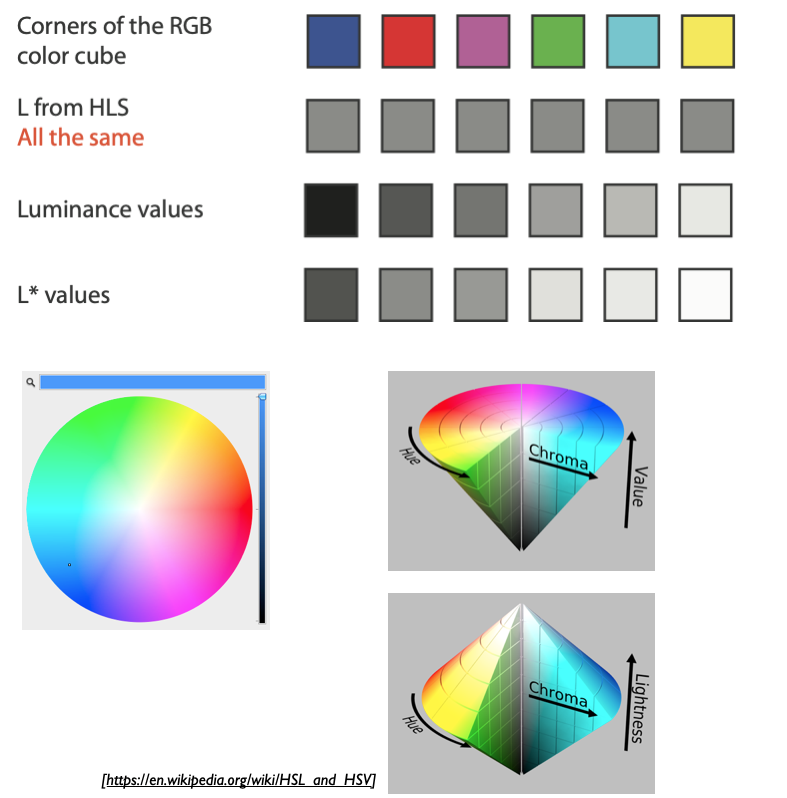 Corners of the RGB
color cube
L from HLS
All the same
Luminance values
L* values
Hue
Chroma
Value
Hue
Chroma
Lightness
[https://en.wikipedia.org/wiki/HSL_and_HSV]